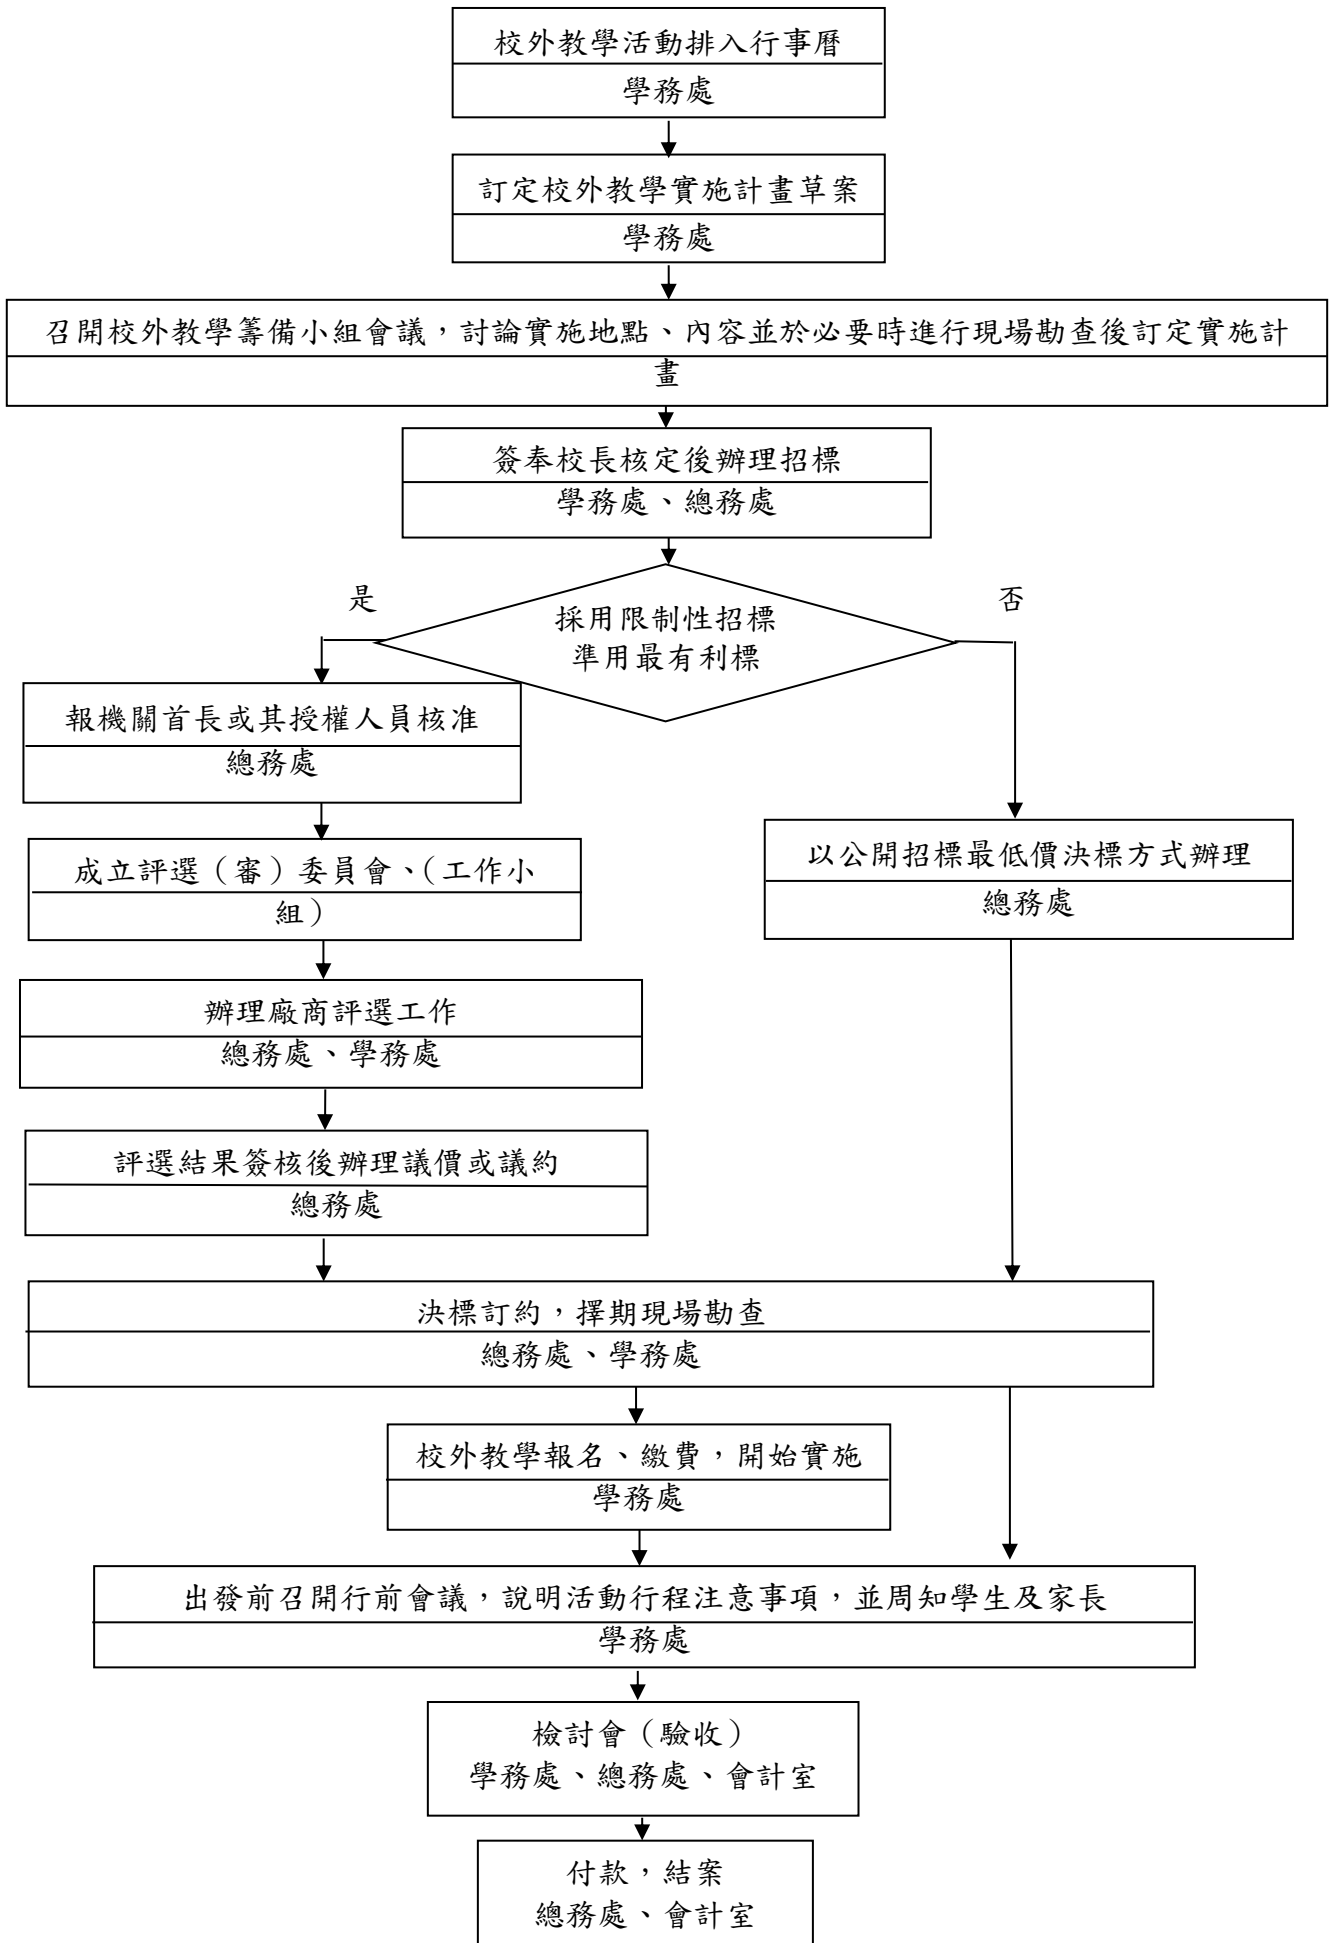 校外教學活動排入行事曆
學務處
訂定校外教學實施計畫草案
學務處
召開校外教學籌備小組會議，討論實施地點、內容並於必要時進行現場勘查後訂定實施計
畫
簽奉校長核定後辦理招標
學務處、總務處
是
否
採用限制性招標
準用最有利標
報機關首長或其授權人員核准
總務處
成立評選（審）委員會、（工作小
組）
以公開招標最低價決標方式辦理
總務處
辦理廠商評選工作
總務處、學務處
評選結果簽核後辦理議價或議約
總務處
決標訂約，擇期現場勘查
總務處、學務處
校外教學報名、繳費，開始實施
學務處
出發前召開行前會議，說明活動行程注意事項，並周知學生及家長
學務處
檢討會（驗收）
學務處、總務處、會計室
付款，結案
總務處、會計室